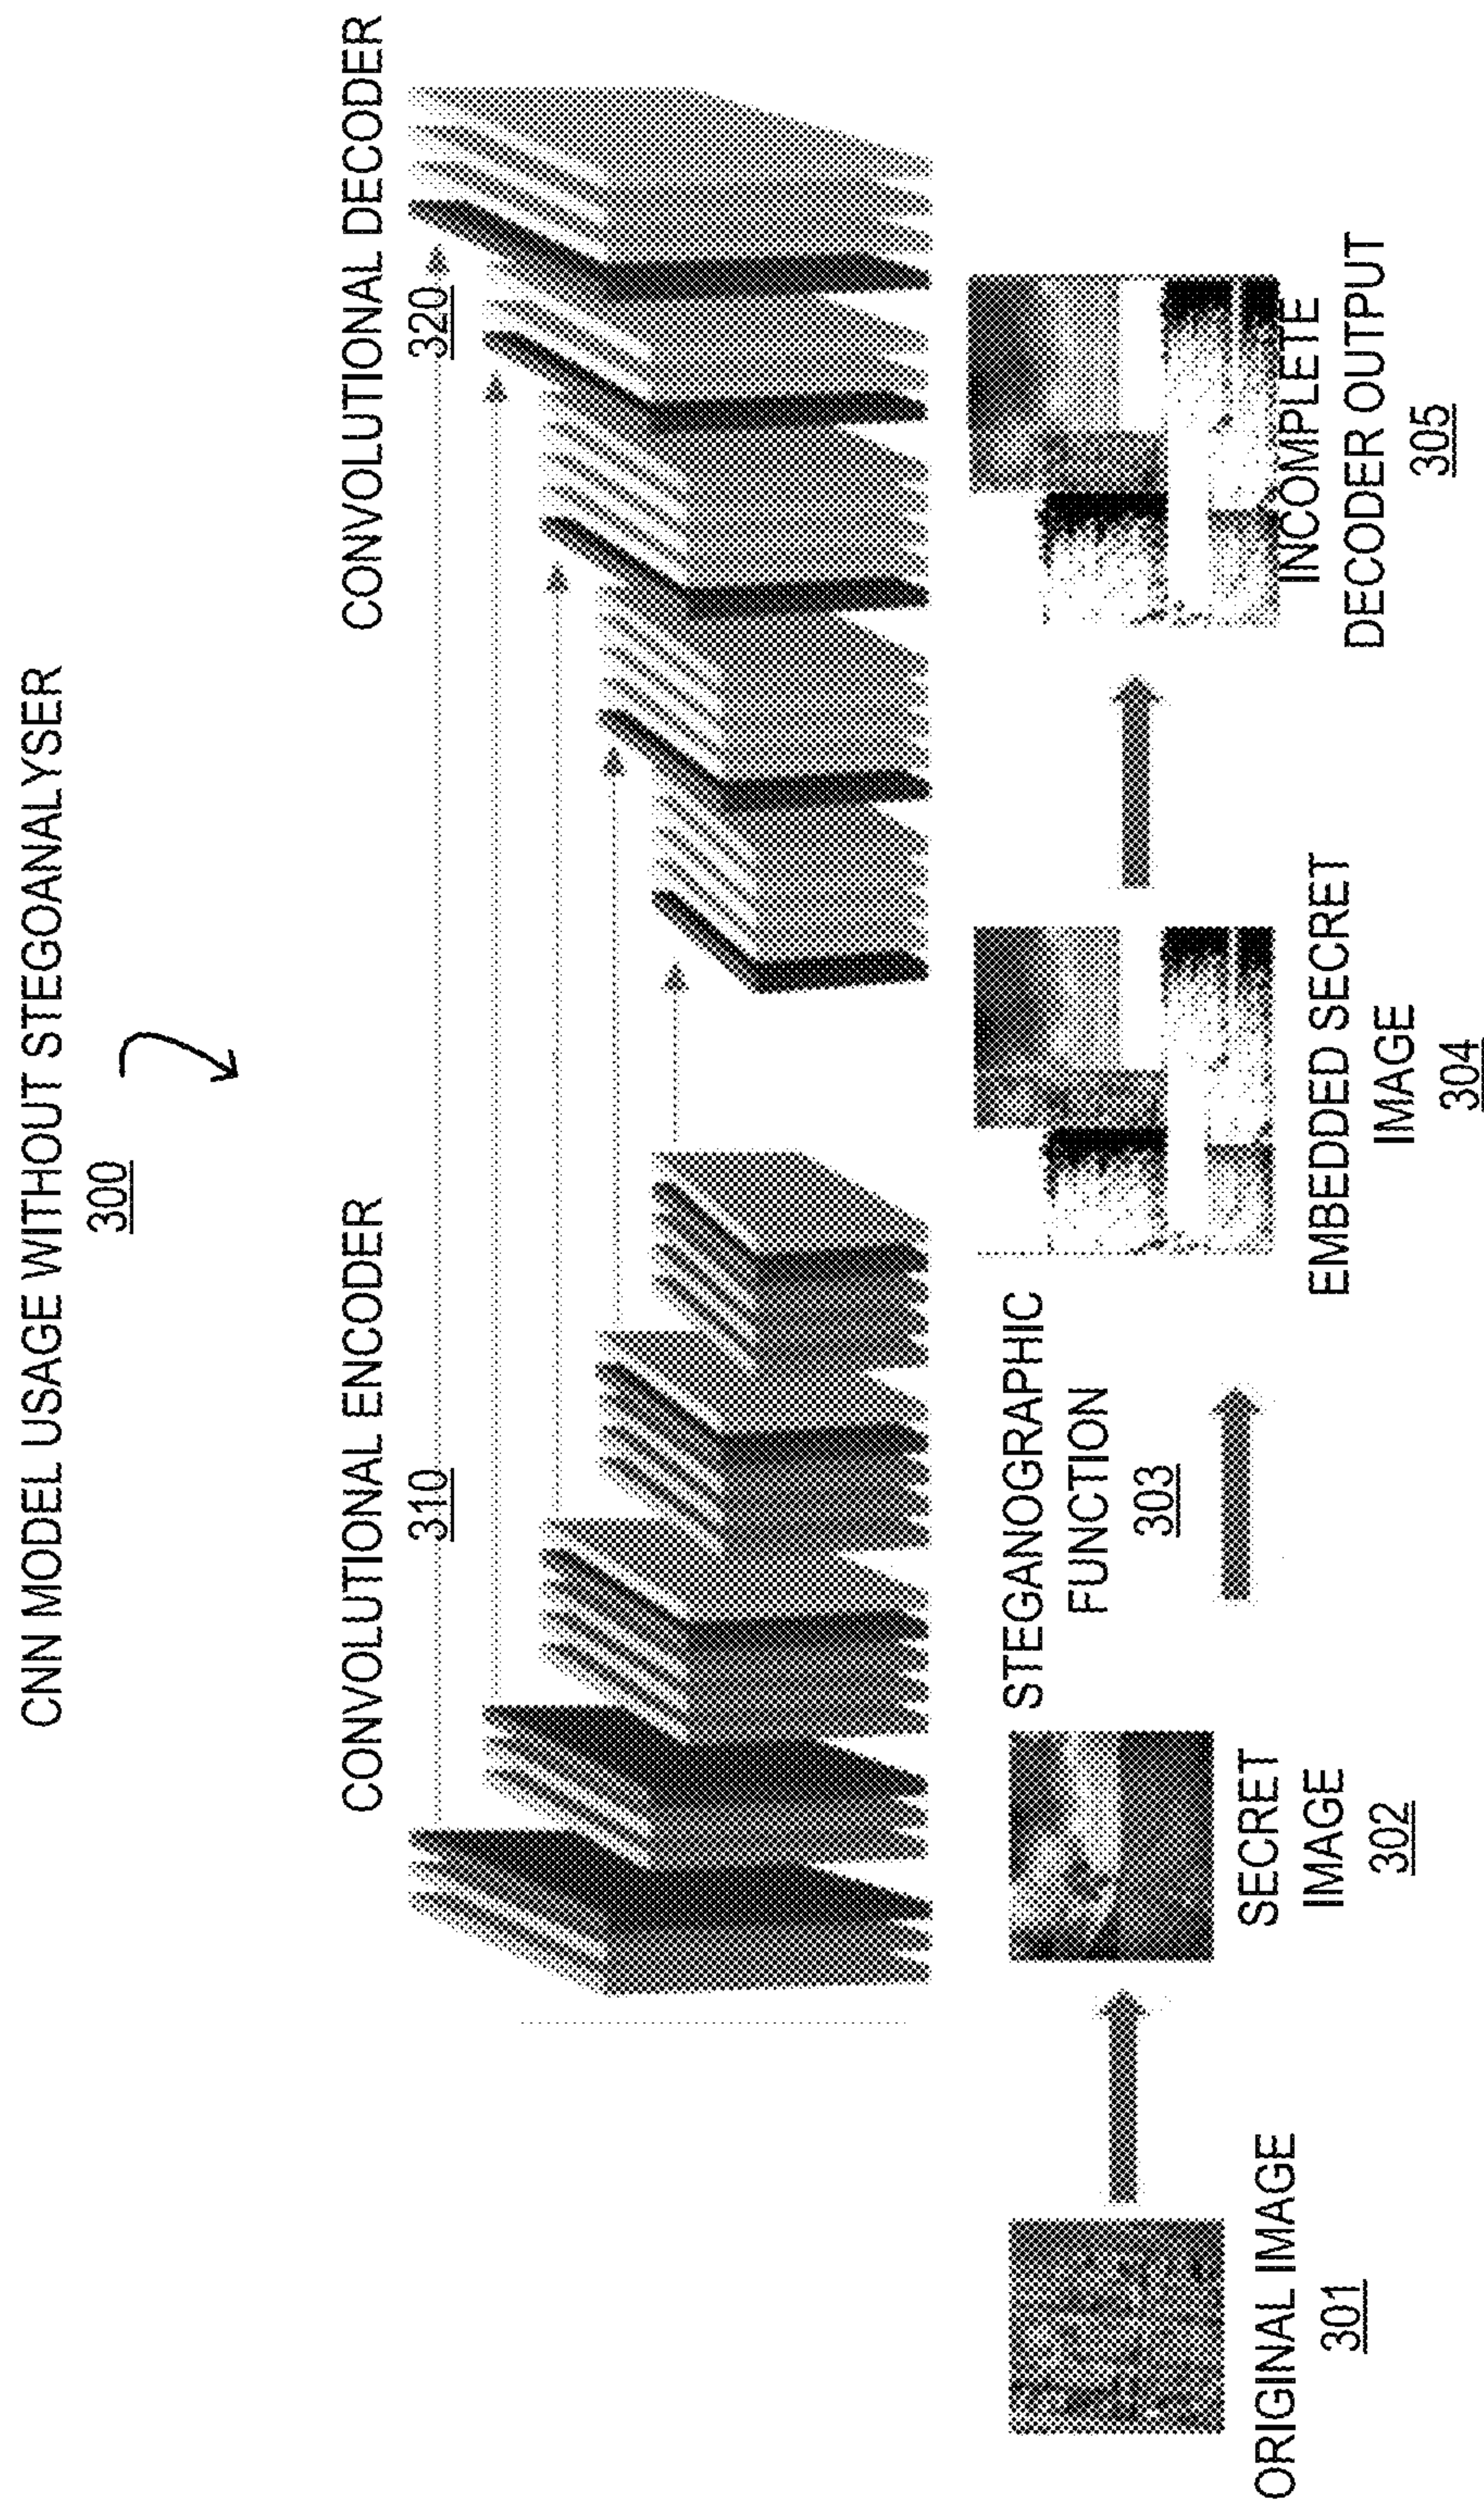 CNN MODEL USAGE WITHOUT STEGOANALYSER
300
CONVOLUTIONAL ENCODER
310
CONVOLUTIONAL DECODER
320
ORIGINAL IMAGE
301
SECRET
IMAGE
302
STEGANOGRAPHIC
FUNCTION
303
EMBEDDED SECRET
IMAGE
304
INCOMPLETE
DECODER OUTPUT
305